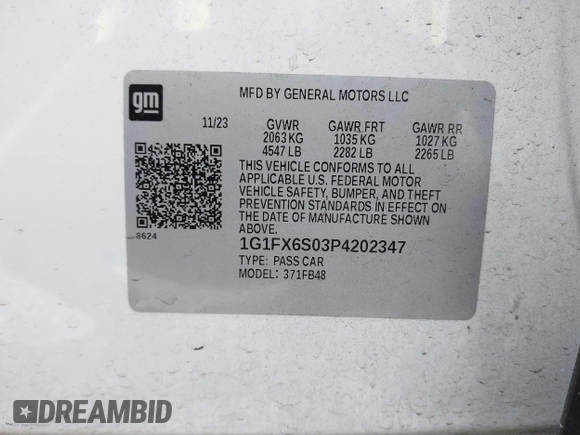 gm
MFD BY GENERAL MOTORS LLC
11/23 GVWR GAWR FRT GAWR RR
2063 KG 1035 KG 1027 KG
4547 LB 2282 LB 2265 LB
THIS VEHICLE CONFORMS TO ALL
APPLICABLE U.S. FEDERAL MOTOR
VEHICLE SAFETY, BUMPER, AND THEFT
PREVENTION STANDARDS IN EFFECT ON
THE DATE OF MANUFACTURE SHOWN
ABOVE.
8624
1G1FX6S03P4202347
TYPE: PASS CAR
MODEL: 371FB48
DREAMBID